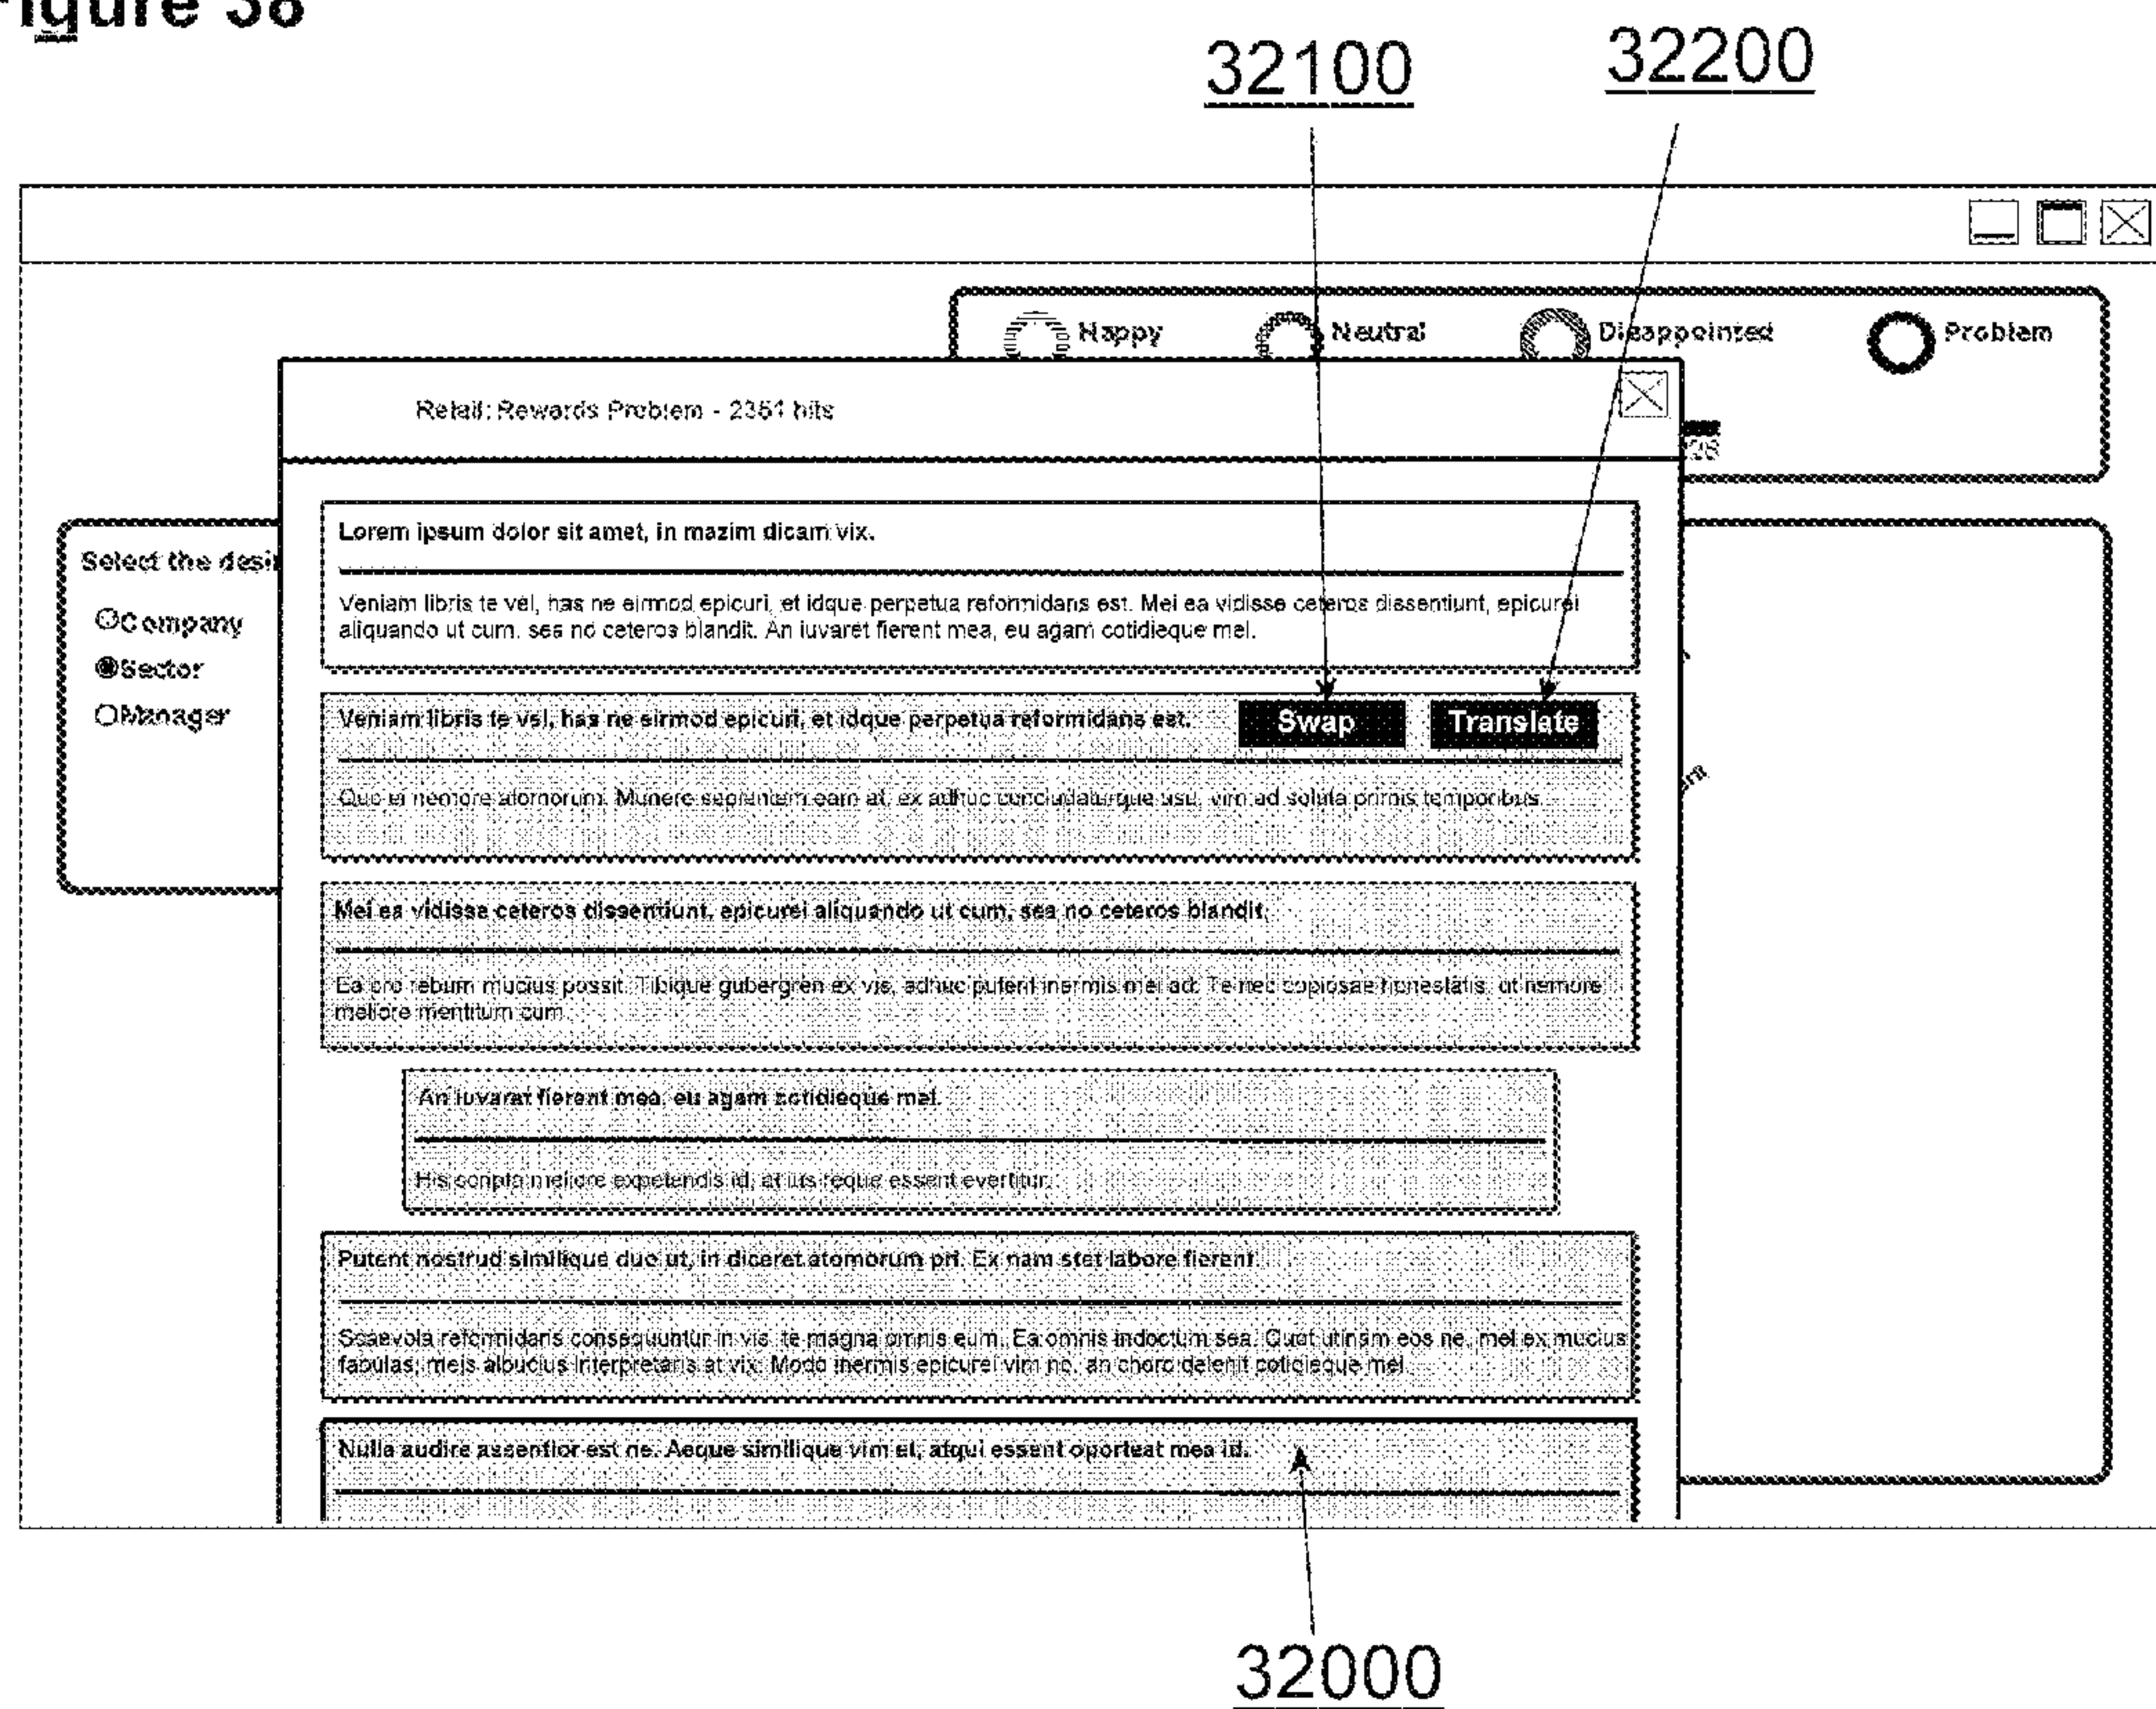 Figure 38
32100
32200
Happy
Neutral
Disappointed
Problem
Retail: Rewards Problem - 2361 hits
Select the desi
Company
Sector
Manager
Lorem ipsum dolor sit amet, in mazim dicam vix.
Veniam libris te vel, has ne eirmod epicuri, et idque perpetua reformidans est. Mei ea vidisse ceteros dissentiunt, epicurei
aliquando ut cum, sea no ceteros blandit. An iuvaret fierent mea, eu agam cotidieque mel.
Veniam libris te vel, has ne eirmod epicuri, et idque perpetua reformidans est.
Swap
Translate
Quo ei nemore atomorum. Munere sapientem eam at, ex adhuc concludaturque usu, vim ad soluta primis temporibus.
Mei ea vidisse ceteros dissentiunt, epicurei aliquando ut cum, sea no ceteros blandit.
Ea pro rebum mucius possit. Tibique gubergren ex vis, adhuc putent inermis mei ad. Te nec copiosae honestatis, ut nemore
meliore mentitum cum.
An iuvarat fierent mea, eu agam cotidieque mel.
His scripta meliore expetendis id, at ius reque essent evertitur.
Putent nostrud similique duo ut, in diceret atomorum pri. Ex nam stet labore fierent.
Scaevola reformidans consequuntur in vis, te magna omnis eum. Ea omnis indoctum sea. Quot utinam eos ne, mel ex mucius
fabulas, meis albucius interpretaris at vix. Modo inermis epicurei vim no, an choro delenit cotidieque mel.
Nulla audire assentior est ne. Aeque similique vim et, atqui essent oporteat mea id.
32000